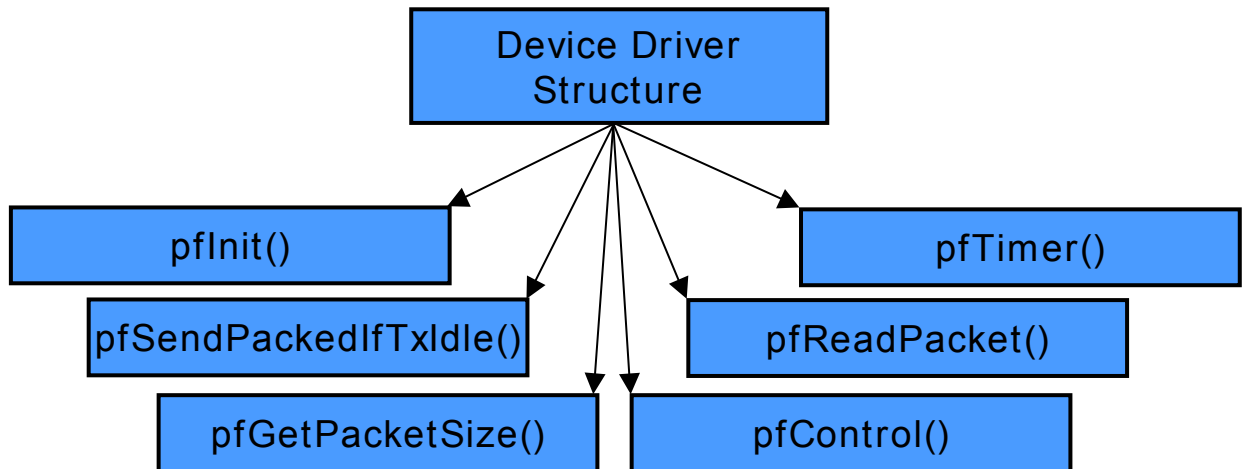 Device Driver
Structure
pfInit()
pfTimer()
pfSendPackedIfTxIdle()
pfReadPacket()
pfGetPacketSize()
pfControl()